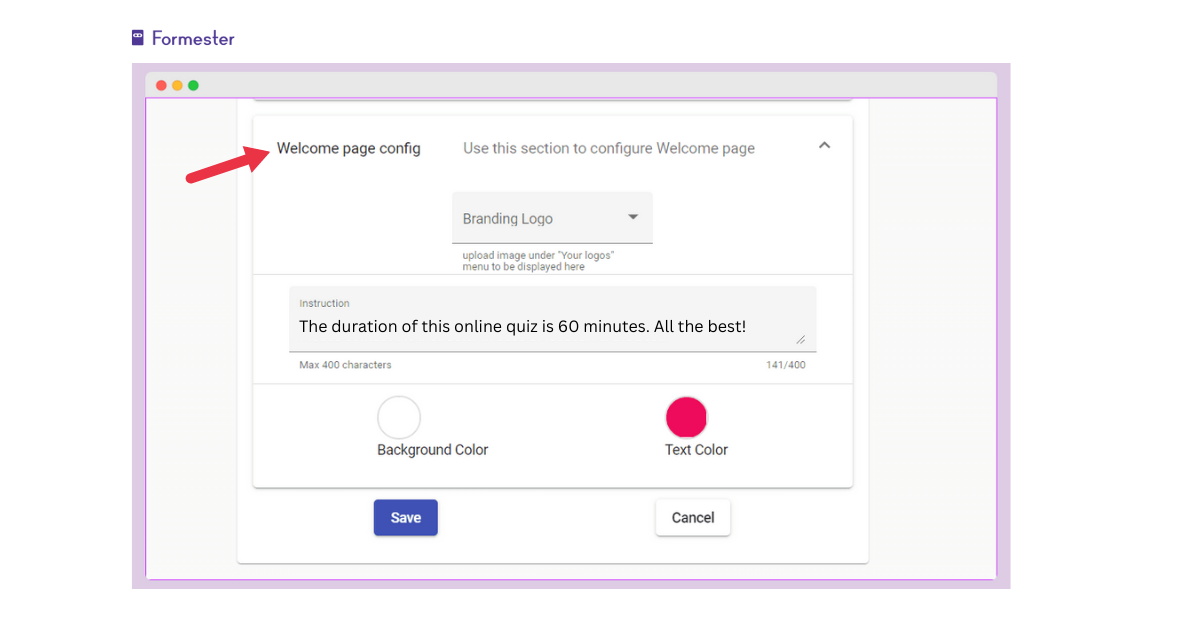 Formester
Welcome page config
Use this section to configure Welcome page
Branding Logo
upload image under "Your logos"
menu to be displayed here
Instruction
The duration of this online quiz is 60 minutes. All the best!
Max 400 characters
141/400
Background Color
Text Color
Save
Cancel